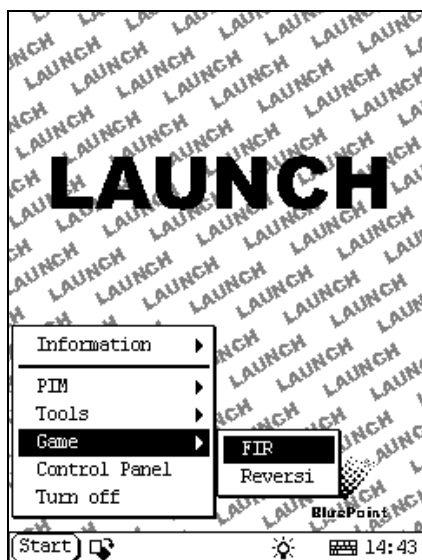 LAUNCH
Information
PIM
Tools
Game
FIR
Control Panel
Reversi
Turn off
BluePoint
Start
14:43